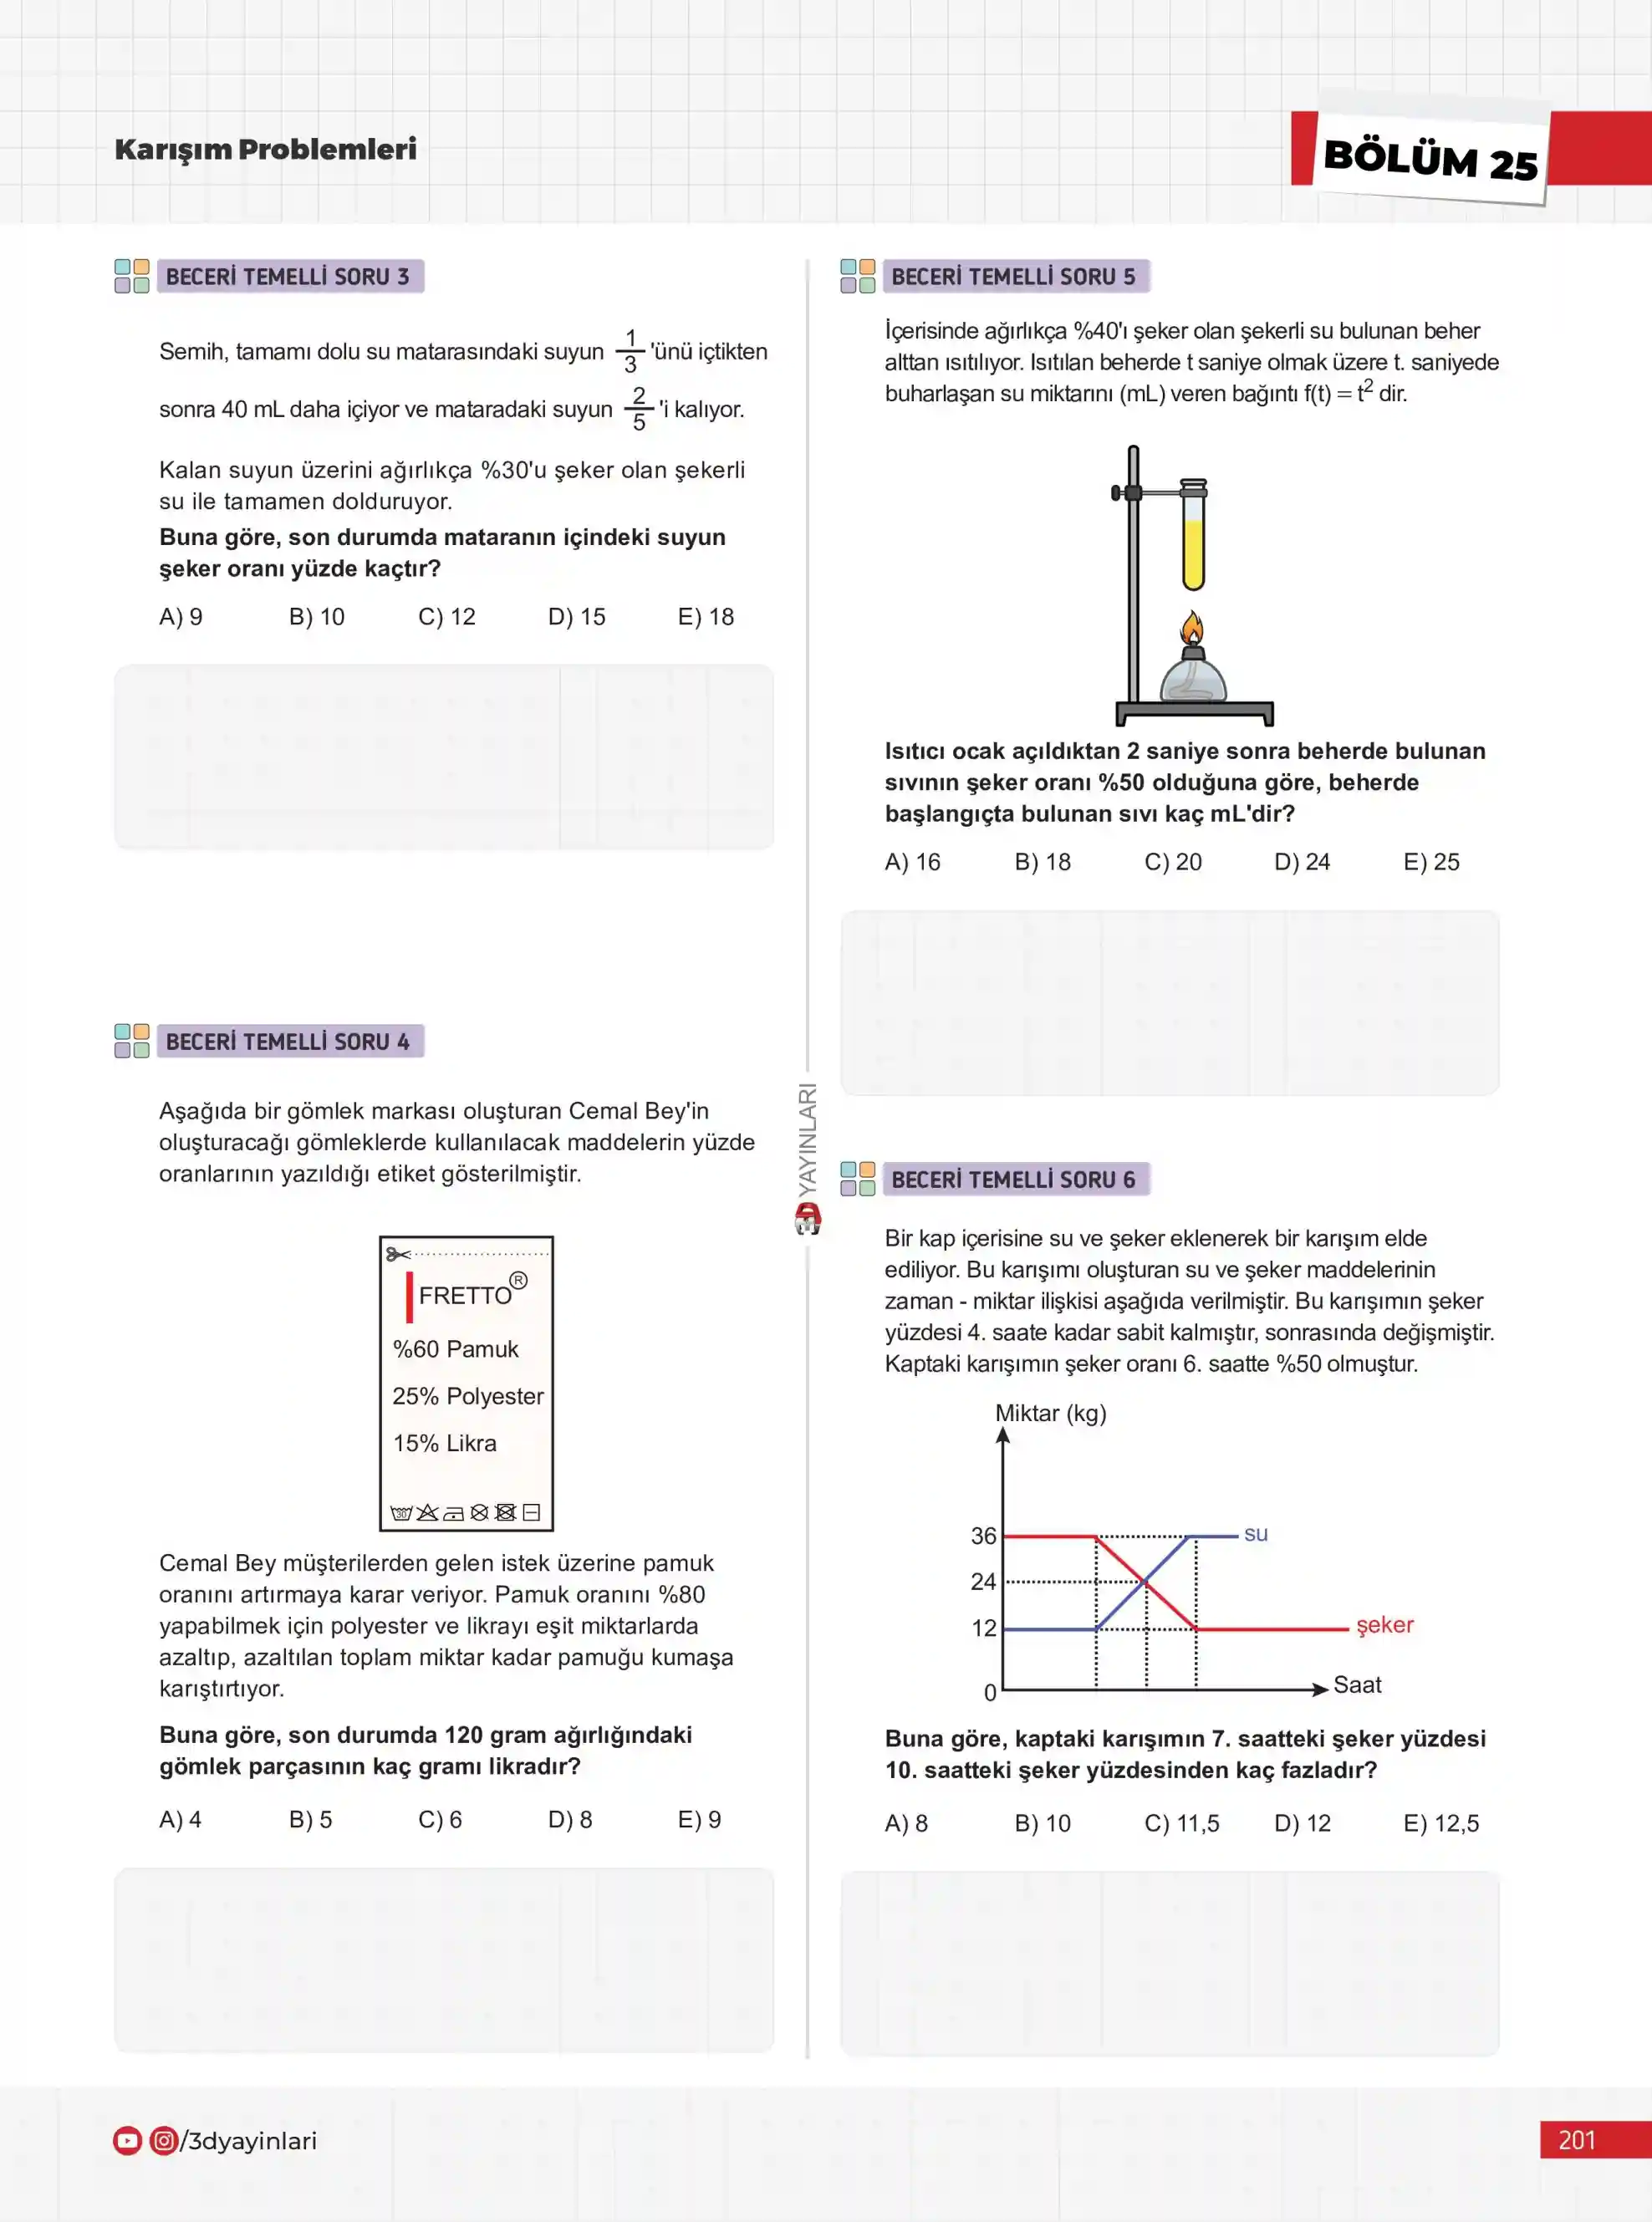 Karışım Problemleri
BÖLÜM 25
BECERİ TEMELLİ SORU 3
Semih, tamamı dolu su matarasındaki suyun 1/3 'ünü içtikten
sonra 40 mL daha içiyor ve mataradaki suyun 2/5 'i kalıyor.
Kalan suyun üzerini ağırlıkça %30'u şeker olan şekerli
su ile tamamen dolduruyor.
Buna göre, son durumda mataranın içindeki suyun
şeker oranı yüzde kaçtır?
A) 9 B) 10 C) 12 D) 15 E) 18
BECERİ TEMELLİ SORU 4
Aşağıda bir gömlek markası oluşturan Cemal Bey'in
oluşturacağı gömleklerde kullanılacak maddelerin yüzde
oranlarının yazıldığı etiket gösterilmiştir.
FRETTO®
%60 Pamuk
25% Polyester
15% Likra
30
Cemal Bey müşterilerden gelen istek üzerine pamuk
oranını artırmaya karar veriyor. Pamuk oranını %80
yapabilmek için polyester ve likrayı eşit miktarlarda
azaltıp, azaltılan toplam miktar kadar pamuğu kumaşa
karıştırtıyor.
Buna göre, son durumda 120 gram ağırlığındaki
gömlek parçasının kaç gramı likradır?
A) 4 B) 5 C) 6 D) 8 E) 9
YAYINLARI
BECERİ TEMELLİ SORU 5
İçerisinde ağırlıkça %40'ı şeker olan şekerli su bulunan beher
alttan ısıtılıyor. Isıtılan beherde t saniye olmak üzere t. saniyede
buharlaşan su miktarını (mL) veren bağıntı f(t) = t² dir.
Isıtıcı ocak açıldıktan 2 saniye sonra beherde bulunan
sıvının şeker oranı %50 olduğuna göre, beherde
başlangıçta bulunan sıvı kaç mL'dir?
A) 16 B) 18 C) 20 D) 24 E) 25
BECERİ TEMELLİ SORU 6
Bir kap içerisine su ve şeker eklenerek bir karışım elde
ediliyor. Bu karışımı oluşturan su ve şeker maddelerinin
zaman - miktar ilişkisi aşağıda verilmiştir. Bu karışımın şeker
yüzdesi 4. saate kadar sabit kalmıştır, sonrasında değişmiştir.
Kaptaki karışımın şeker oranı 6. saatte %50 olmuştur.
Miktar (kg)
36
su
24
12
şeker
0
Saat
Buna göre, kaptaki karışımın 7. saatteki şeker yüzdesi
10. saatteki şeker yüzdesinden kaç fazladır?
A) 8 B) 10 C) 11,5 D) 12 E) 12,5
/3dyayinlari
201